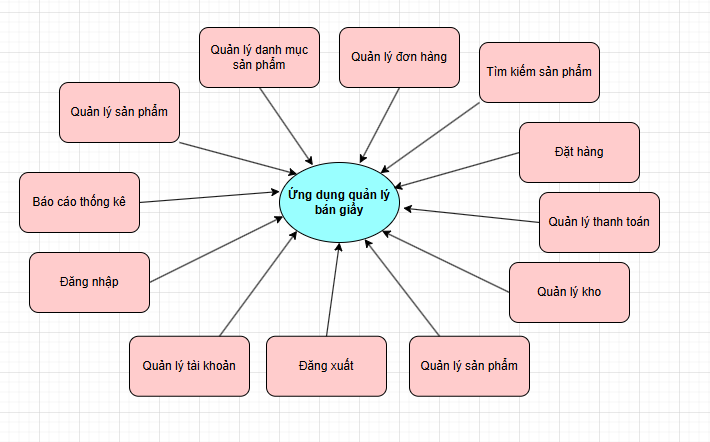 Quản lý danh mục
sản phẩm
Quản lý đơn hàng
Tìm kiếm sản phẩm
Quản lý sản phẩm
Đặt hàng
Báo cáo thống kê
Ứng dụng quản lý
bán giầy
Quản lý thanh toán
Đăng nhập
Quản lý kho
Quản lý tài khoản
Đăng xuất
Quản lý sản phẩm